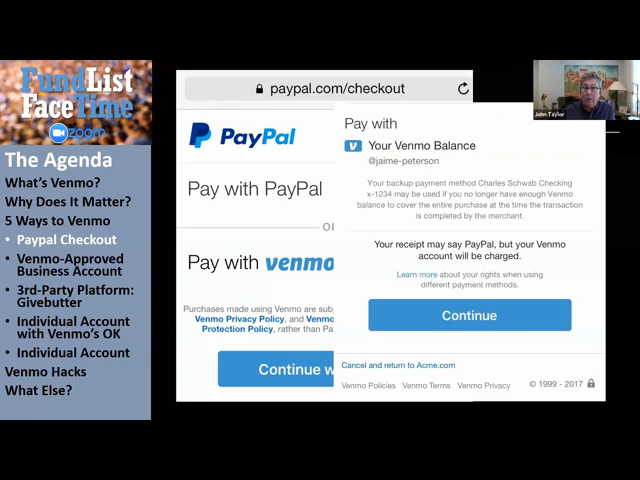 FundList
FaceTime
zoom
The Agenda
What's Venmo?
Why Does It Matter?
5 Ways to Venmo
• Paypal Checkout
• Venmo-Approved
Business Account
• 3rd-Party Platform:
Givebutter
• Individual Account
with Venmo's OK
• Individual Account
Venmo Hacks
What Else?
paypal.com/checkout
PayPal
Pay with PayPal
Pay with venmo
Purchases made using Venmo are sub
Venmo Privacy Policy, and Venmo
Protection Policy, rather than Pa
Continue w
Pay with
Your Venmo Balance
@jaime-peterson
Your backup payment method Charles Schwab Checking
x-1234 may be used if you no longer have enough Venmo
balance to cover the entire purchase at the time the transaction
is completed by the merchant.
Your receipt may say PayPal, but your Venmo
account will be charged.
Learn more about your rights when using
different payment methods.
Continue
Cancel and return to Acme.com
Venmo Policies Venmo Terms Venmo Privacy
© 1999 - 2017
John Taylor